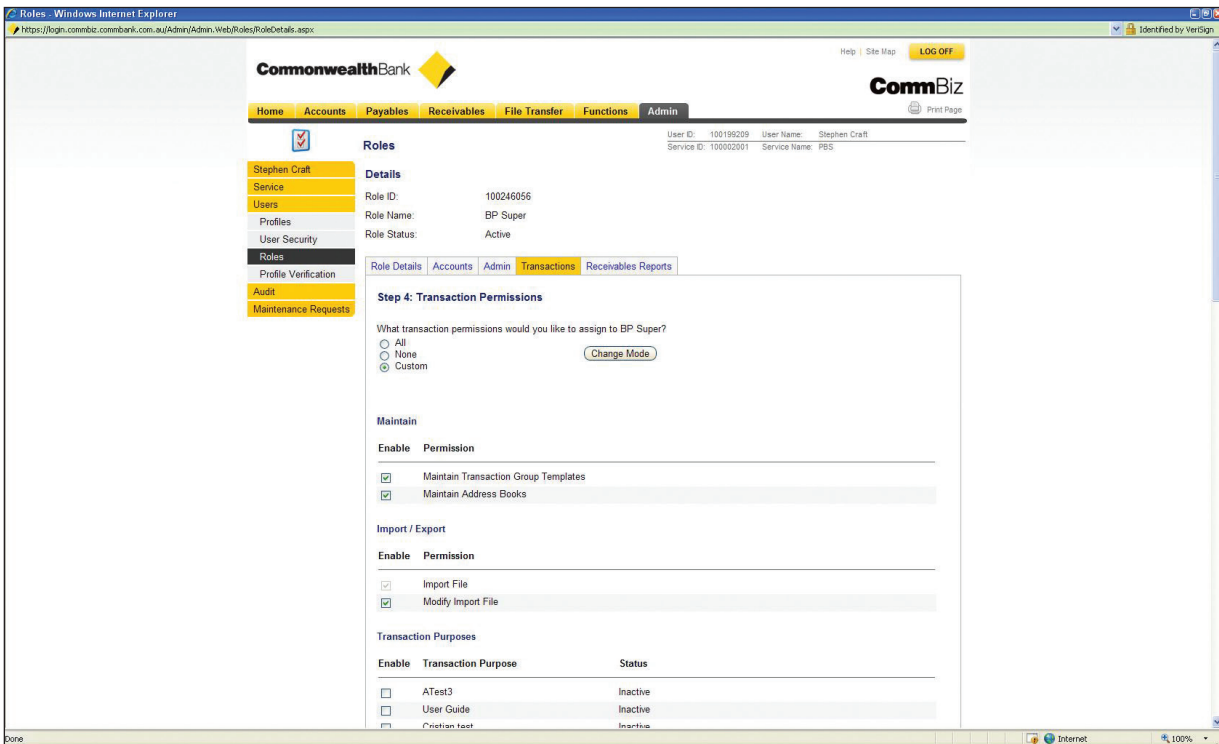 Roles - Windows Internet Explorer
https://login.commbiz.commbank.com.au/Admin/Admin.Web/Roles/RoleDetails.aspx
Identified by VeriSign
Help | Site Map LOG OFF
CommonwealthBank
CommBiz
Home Accounts Payables Receivables File Transfer Functions Admin
Print Page
User ID: 100199209 User Name: Stephen Craft
Service ID: 100002001 Service Name: PBS
Roles
Stephen Craft
Service
Users
Profiles
User Security
Roles
Profile Verification
Audit
Maintenance Requests
Details
Role ID: 100246056
Role Name: BP Super
Role Status: Active
Role Details Accounts Admin Transactions Receivables Reports
Step 4: Transaction Permissions
What transaction permissions would you like to assign to BP Super?
All
None
Custom
Change Mode
Maintain
Enable Permission
Maintain Transaction Group Templates
Maintain Address Books
Import / Export
Enable Permission
Import File
Modify Import File
Transaction Purposes
Enable Transaction Purpose Status
ATest3 Inactive
User Guide Inactive
Cristian test Inactive
Done
Internet
100%